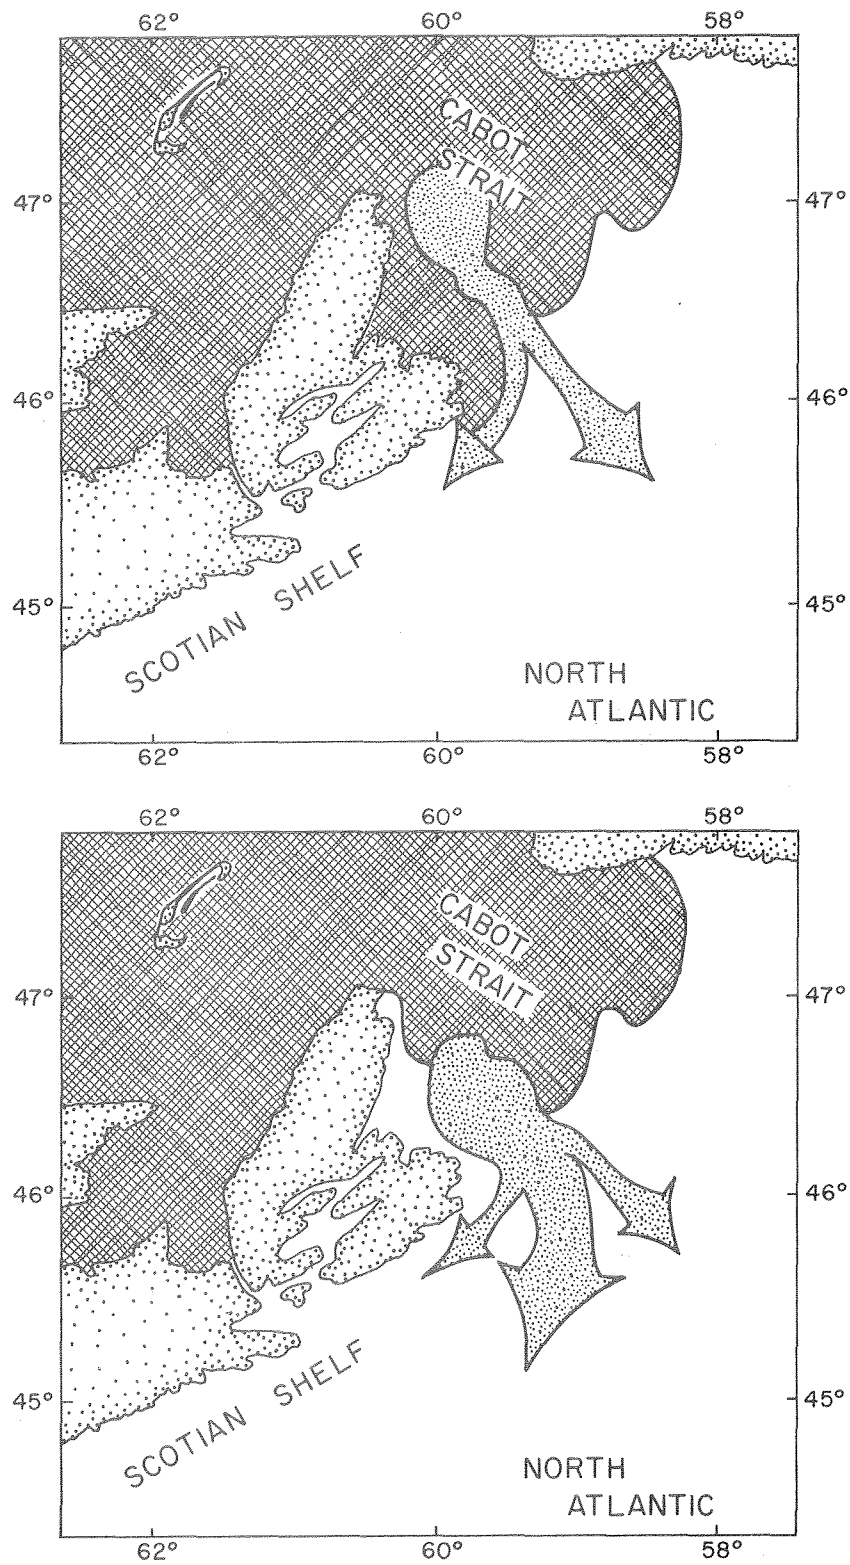 62° 60° 58°
CABOT
STRAIT
47° 47°
46° 46°
45° 45°
SCOTIAN SHELF
NORTH
ATLANTIC
62° 60° 58°
62° 60° 58°
CABOT
STRAIT
47° 47°
46° 46°
45° 45°
SCOTIAN SHELF
NORTH
ATLANTIC
62° 60° 58°